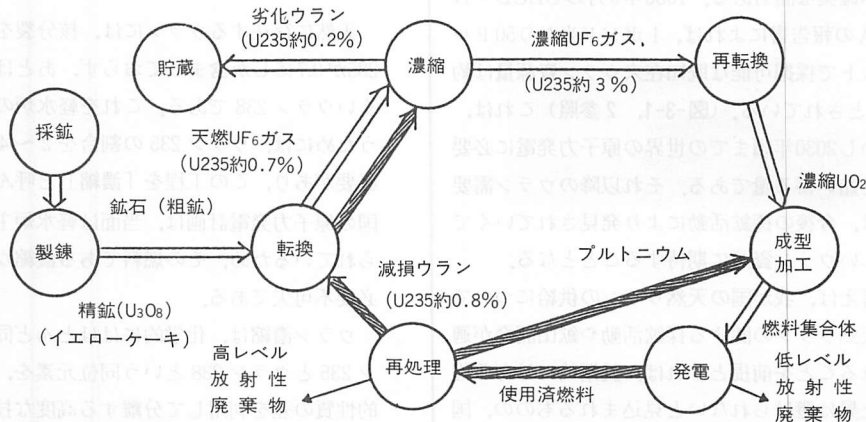 劣化ウラン
(U235約0.2%)
貯蔵
濃縮
濃縮UF₆ガス,
(U235約3%)
再転換
採鉱
天燃UF₆ガス
(U235約0.7%)
濃縮UO₂
鉱石(粗鉱)
製錬
転換
減損ウラン
(U235約0.8%)
プルトニウム
成型
加工
精鉱(U₃O₈)
(イエローケーキ)
高レベル
放射性
廃棄物
再処理
使用済燃料
発電
燃料集合体
低レベル
放射性
廃棄物